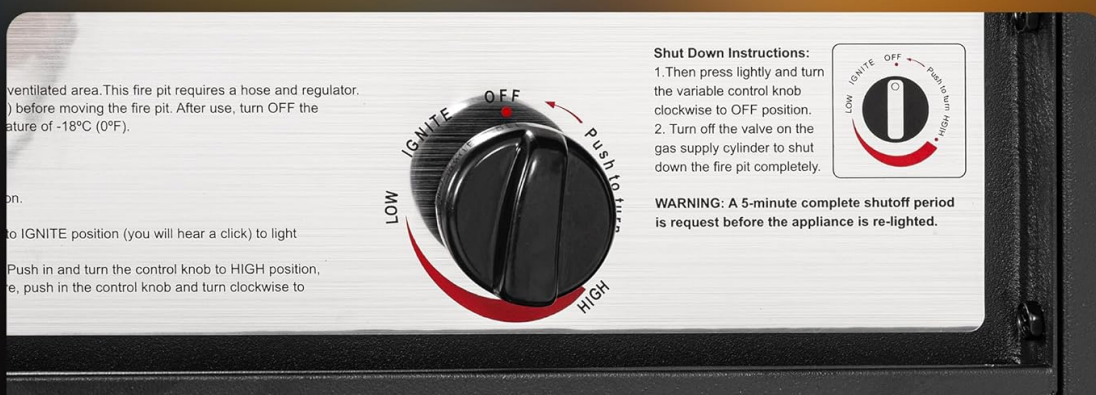 ventilated area.This fire pit requires a hose and regulator.
) before moving the fire pit. After use, turn OFF the
ature of -18ºC (0ºF).
on.
to IGNITE position (you will hear a click) to light
Push in and turn the control knob to HIGH position,
e, push in the control knob and turn clockwise to
OFF
IGNITE
LOW
Push to turn
HIGH
Shut Down Instructions:
1.Then press lightly and turn
the variable control knob
clockwise to OFF position.
2. Turn off the valve on the
gas supply cylinder to shut
down the fire pit completely.
OFF
IGNITE
LOW
Push to turn
HIGH
WARNING: A 5-minute complete shutoff period
is request before the appliance is re-lighted.